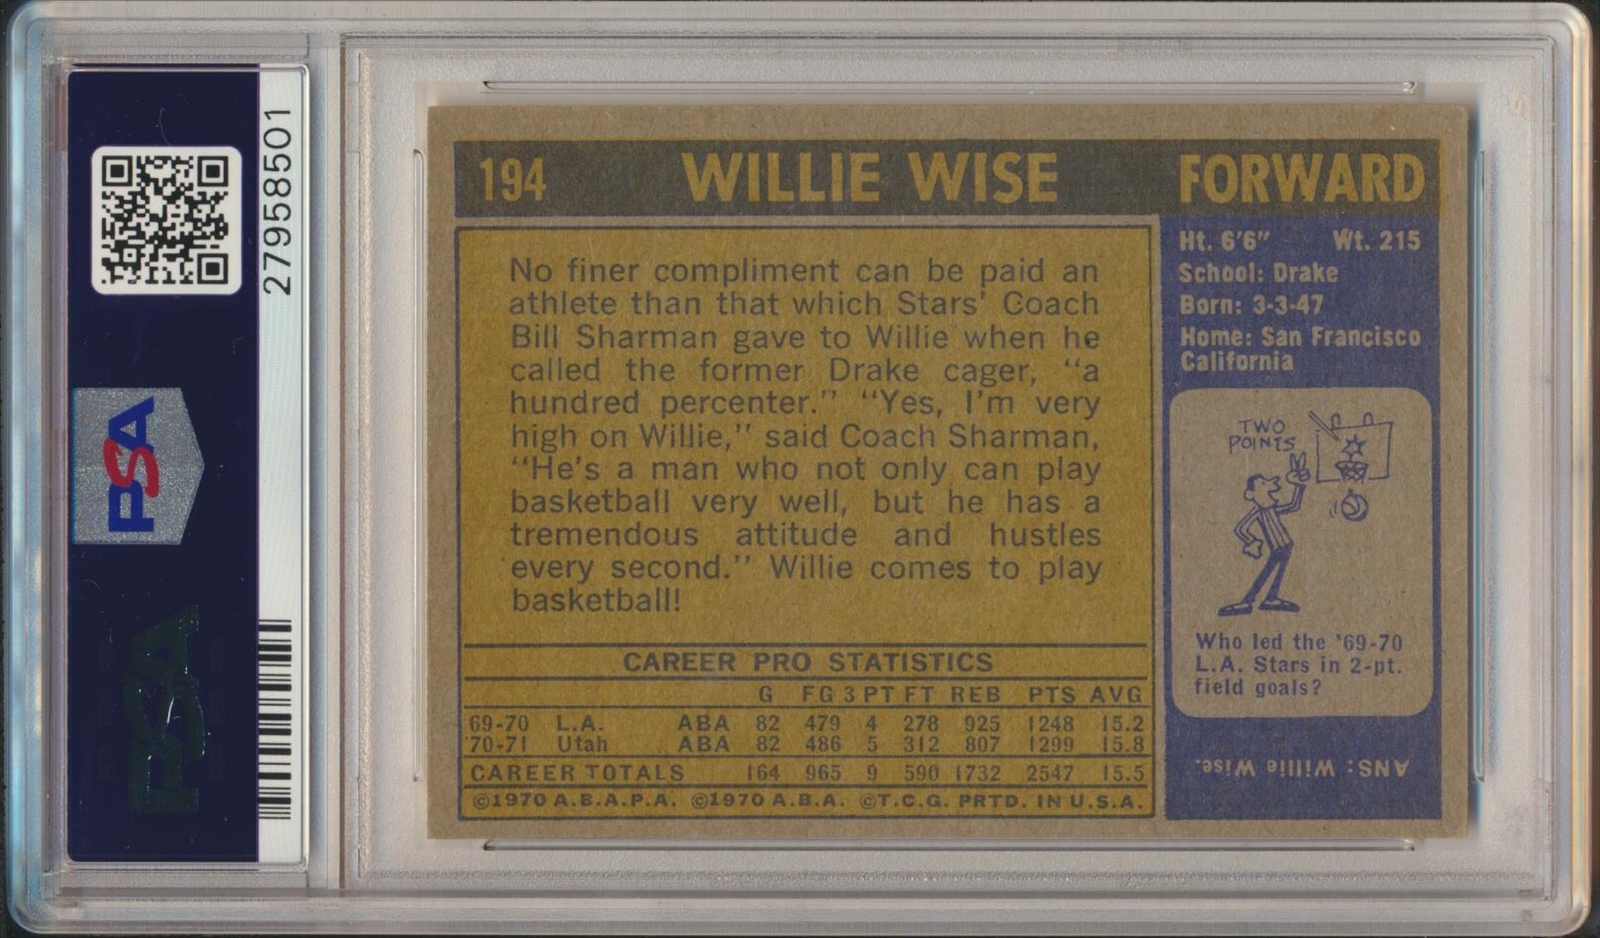 PSA
27958501
PSA
194 WILLIE WISE FORWARD
No finer compliment can be paid an
athlete than that which Stars' Coach
Bill Sharman gave to Willie when he
called the former Drake cager, "a
hundred percenter." "Yes, I'm very
high on Willie," said Coach Sharman,
"He's a man who not only can play
basketball very well, but he has a
tremendous attitude and hustles
every second." Willie comes to play
basketball!
CAREER PRO STATISTICS
G FG 3 PT FT REB PTS AVG
69-70 L.A. ABA 82 479 4 278 925 1248 15.2
70-71 Utah ABA 82 486 5 312 807 1299 15.8
CAREER TOTALS 164 965 9 590 1732 2547 15.5
©1970 A.B.A.P.A. ©1970 A.B.A. ©T.C.G. PRTD. IN U.S.A.
Ht. 6'6" Wt. 215
School: Drake
Born: 3-3-47
Home: San Francisco
California
TWO
POINTS
Who led the '69-70
L.A. Stars in 2-pt.
field goals?
ANS: Willie Wise.